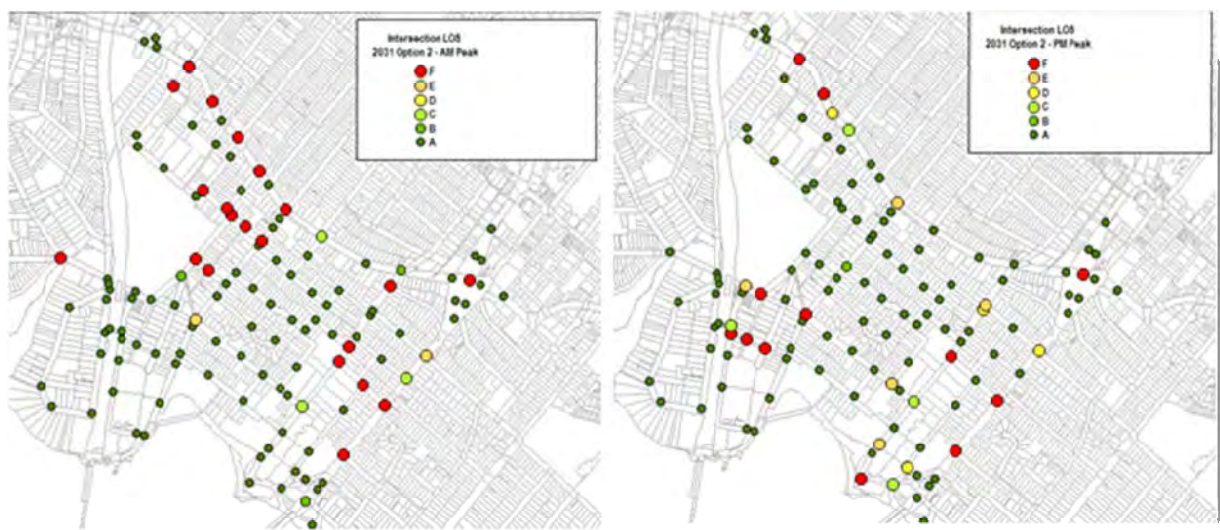 Intersection LOS
2031 Option 2 - AM Peak
F
E
D
C
B
A
Intersection LOS
2031 Option 2 - PM Peak
F
E
D
C
B
A